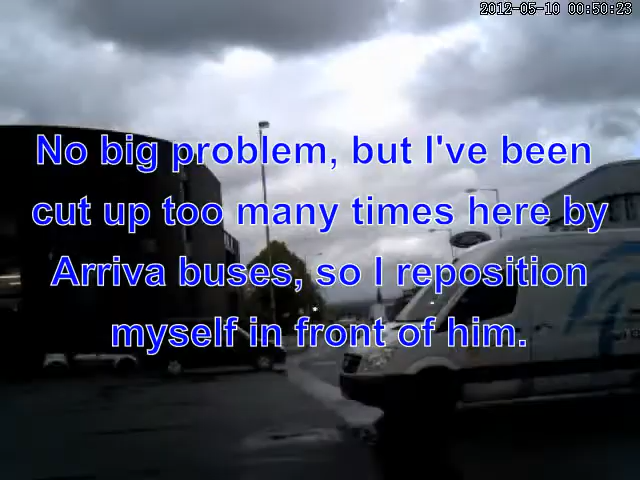 2012-05-10 00:50:23
No big problem, but I've been
cut up too many times here by
Arriva buses, so I reposition
myself in front of him.